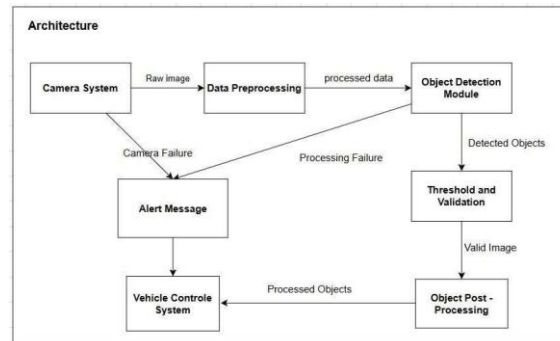 Architecture
Camera System
Raw image
Data Preprocessing
processed data
Object Detection
Module
Camera Failure
Processing Failure
Detected Objects
Alert Message
Threshold and
Validation
Valid Image
Vehicle Controle
System
Processed Objects
Object Post -
Processing